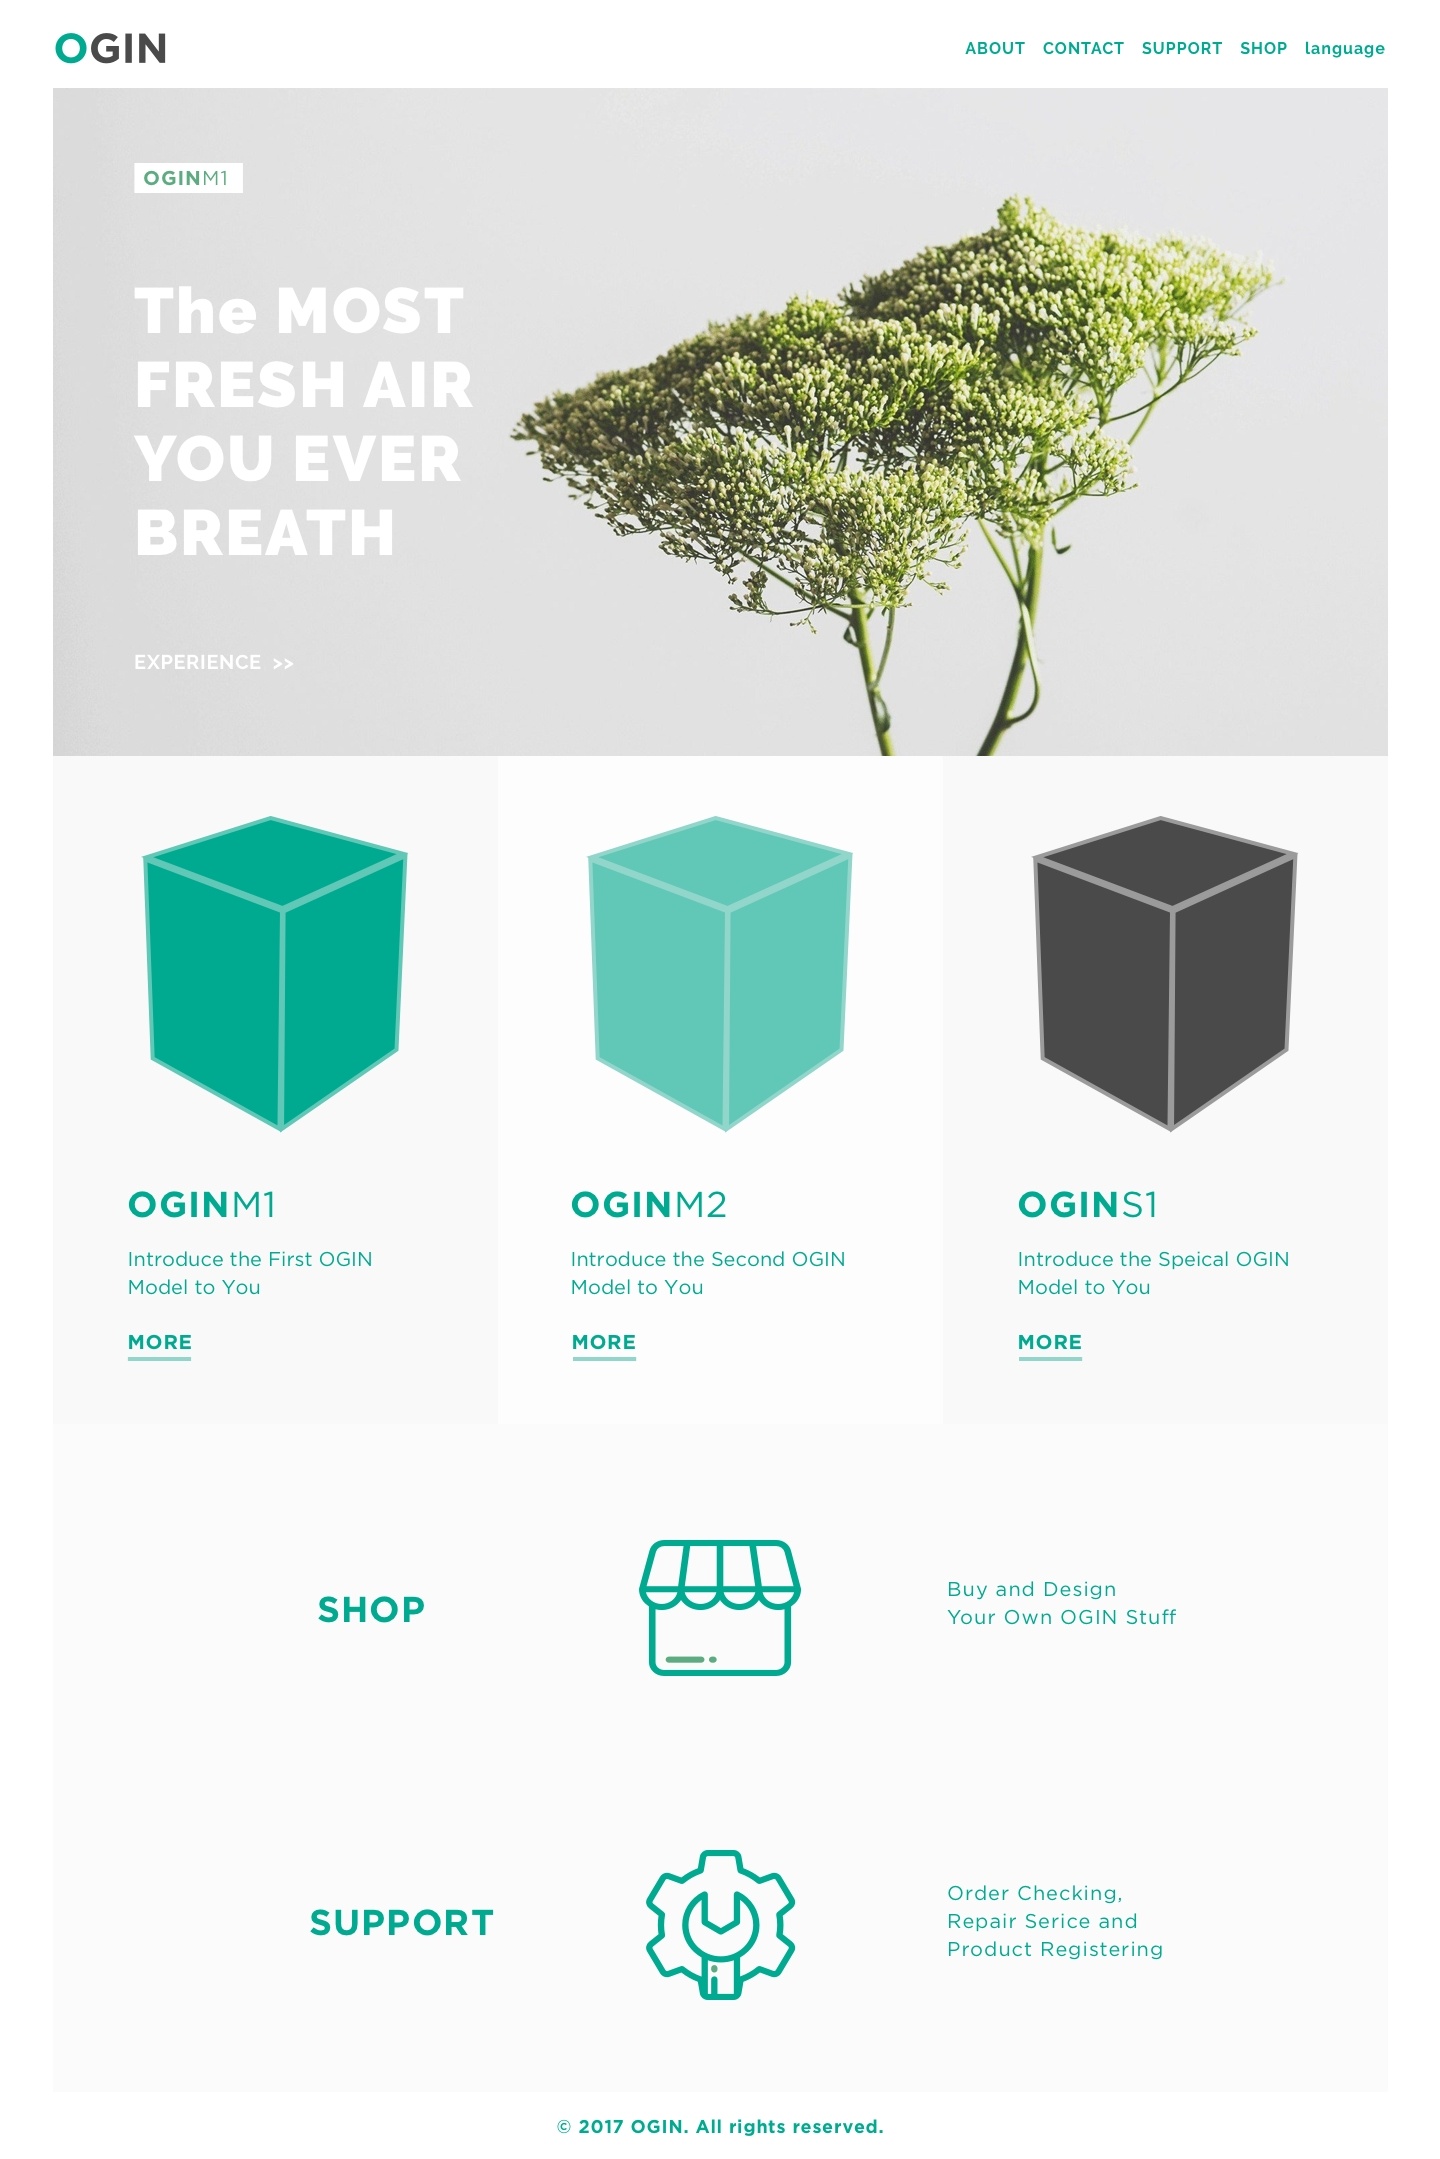 OGIN
ABOUT CONTACT SUPPORT SHOP language
OGINM1
The MOST
FRESH AIR
YOU EVER
BREATH
EXPERIENCE >>
OGINM1
Introduce the First OGIN
Model to You
MORE
OGINM2
Introduce the Second OGIN
Model to You
MORE
OGINS1
Introduce the Speical OGIN
Model to You
MORE
SHOP
Buy and Design
Your Own OGIN Stuff
SUPPORT
Order Checking,
Repair Serice and
Product Registering
© 2017 OGIN. All rights reserved.